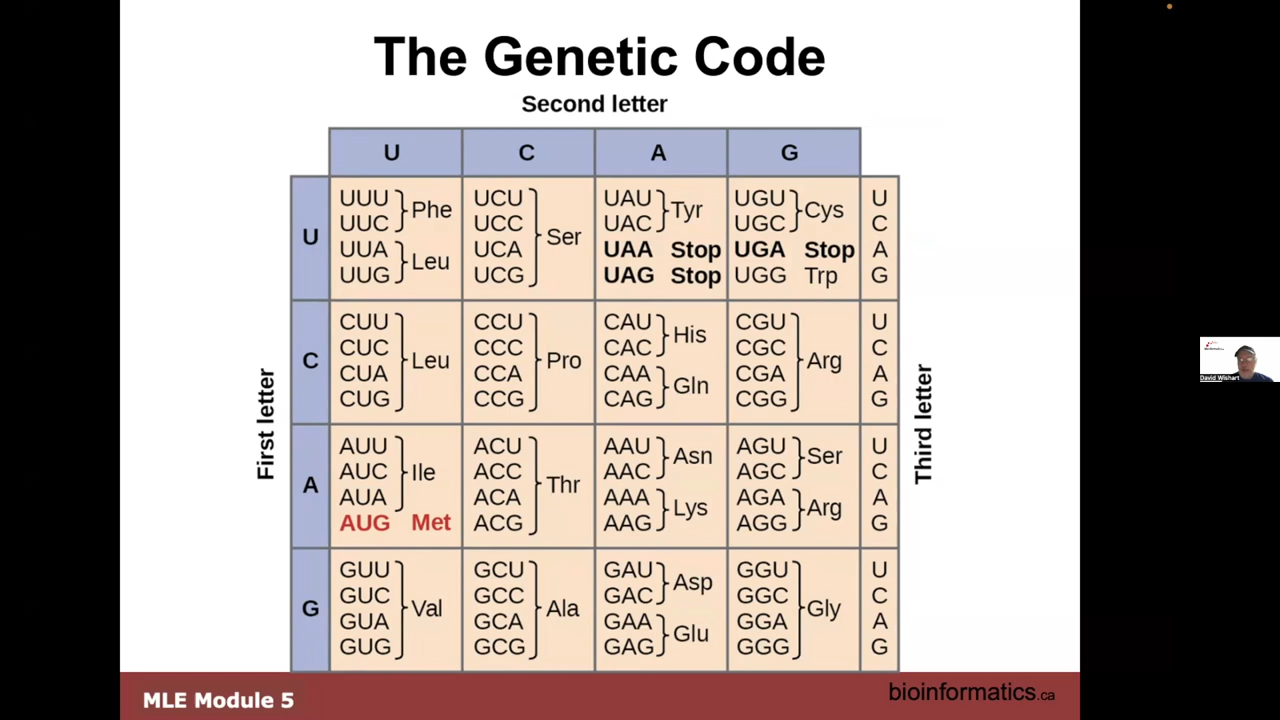 The Genetic Code
Second letter
U C A G
First letter
Third letter
U
UUU
UUC
Phe
UUA
UUG
Leu
UCU
UCC
UCA
UCG
Ser
UAU
UAC
Tyr
UAA Stop
UAG Stop
UGU
UGC
Cys
UGA Stop
UGG Trp
U
C
A
G
C
CUU
CUC
CUA
CUG
Leu
CCU
CCC
CCA
CCG
Pro
CAU
CAC
His
CAA
CAG
Gln
CGU
CGC
CGA
CGG
Arg
U
C
A
G
A
AUU
AUC
AUA
Ile
AUG Met
ACU
ACC
ACA
ACG
Thr
AAU
AAC
Asn
AAA
AAG
Lys
AGU
AGC
Ser
AGA
AGG
Arg
U
C
A
G
G
GUU
GUC
GUA
GUG
Val
GCU
GCC
GCA
GCG
Ala
GAU
GAC
Asp
GAA
GAG
Glu
GGU
GGC
GGA
GGG
Gly
U
C
A
G
MLE Module 5
bioinformatics.ca
David Wishart